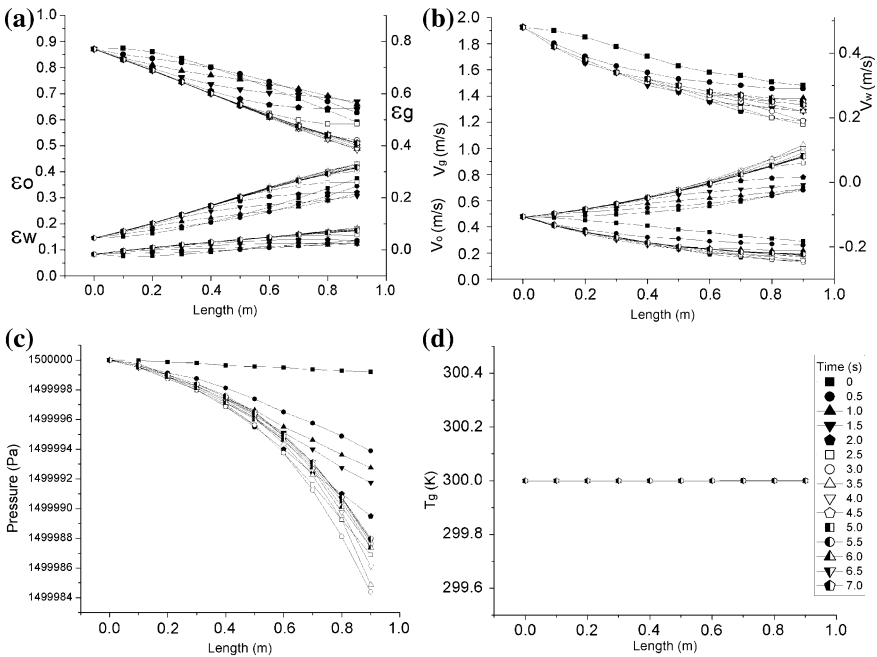 (a)
1.0
0.9
0.8
0.7
0.6
0.5
0.4
0.3
0.2
0.1
0.0
εo
εw
0.8
0.6
0.4
0.2
0.0
εg
0.0 0.2 0.4 0.6 0.8 1.0
Length (m)
(b)
2.0
1.8
1.6
1.4
1.2
1.0
0.8
0.6
0.4
0.2
0.0
Vg (m/s)
Vo (m/s)
0.4
0.2
0.0
-0.2
Vw (m/s)
0.0 0.2 0.4 0.6 0.8 1.0
Length (m)
(c)
1500000
1499998
1499996
1499994
1499992
1499990
1499988
1499986
1499984
Pressure (Pa)
0.0 0.2 0.4 0.6 0.8 1.0
Length (m)
(d)
300.4
300.2
300.0
299.8
299.6
Tg (K)
0.0 0.2 0.4 0.6 0.8 1.0
Length (m)
Time (s)
0
0.5
1.0
1.5
2.0
2.5
3.0
3.5
4.0
4.5
5.0
5.5
6.0
6.5
7.0